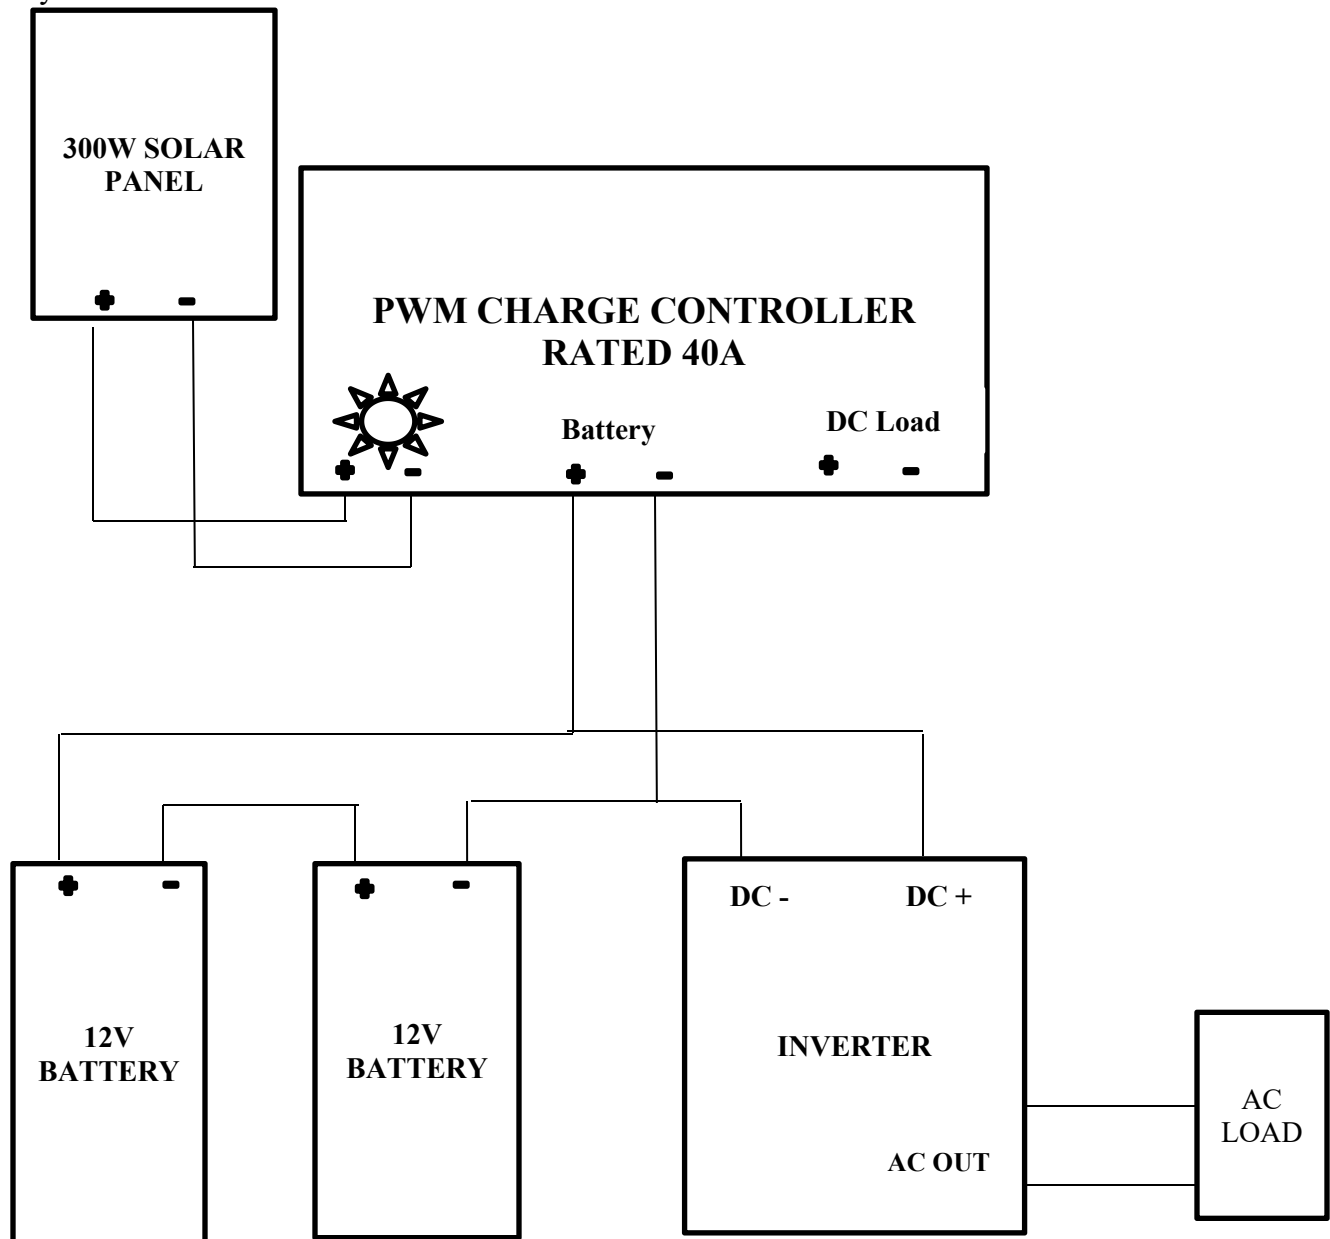 300W SOLAR
PANEL
+ -
PWM CHARGE CONTROLLER
RATED 40A
Battery
DC Load
+ -
+ -
+ -
+ -
+ -
DC -
DC +
12V
BATTERY
12V
BATTERY
INVERTER
AC OUT
AC
LOAD